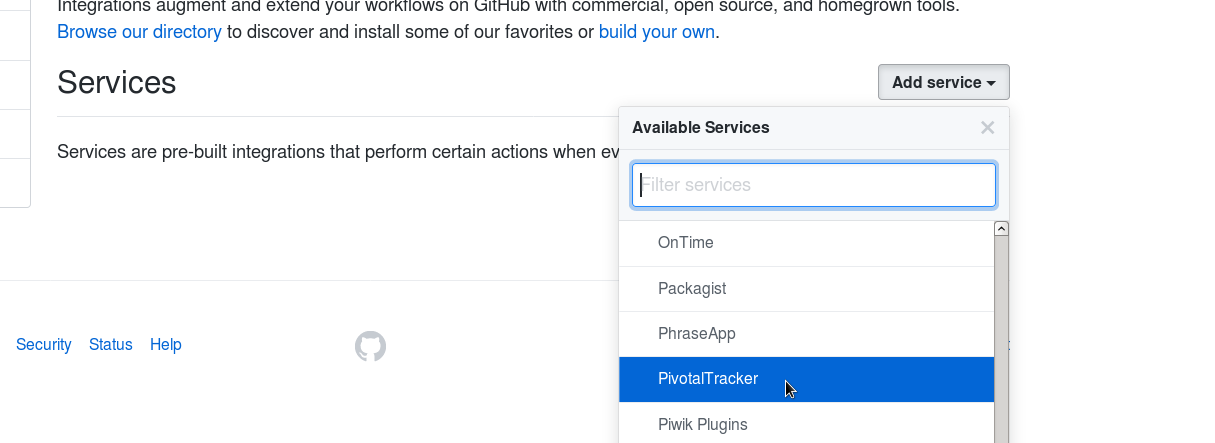 Integrations augment and extend your workflows on GitHub with commercial, open source, and homegrown tools.
Browse our directory to discover and install some of our favorites or build your own.
Services
Add service
Services are pre-built integrations that perform certain actions when ev
Available Services
Filter services
OnTime
Packagist
PhraseApp
PivotalTracker
Piwik Plugins
Security Status Help